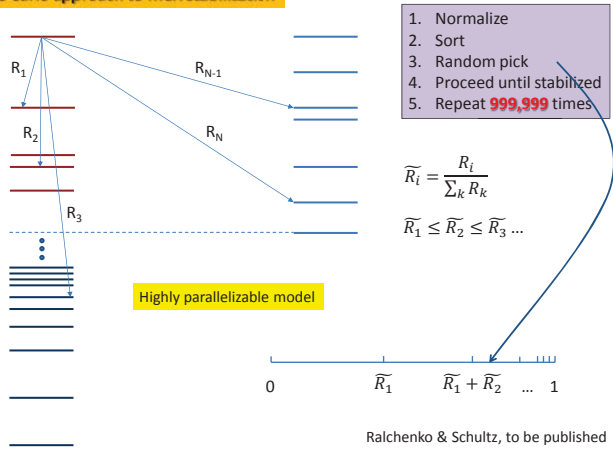 approach to
1. Normalize
2. Sort
3. Random pick
4. Proceed until stabilized
5. Repeat 999,999 times
R1
R2
R3
RN-1
RN
R̃i = Ri / ∑k Rk
R̃1 ≤ R̃2 ≤ R̃3 ...
Highly parallelizable model
0 R̃1 R̃1 + R̃2 ... 1
Ralchenko & Schultz, to be published